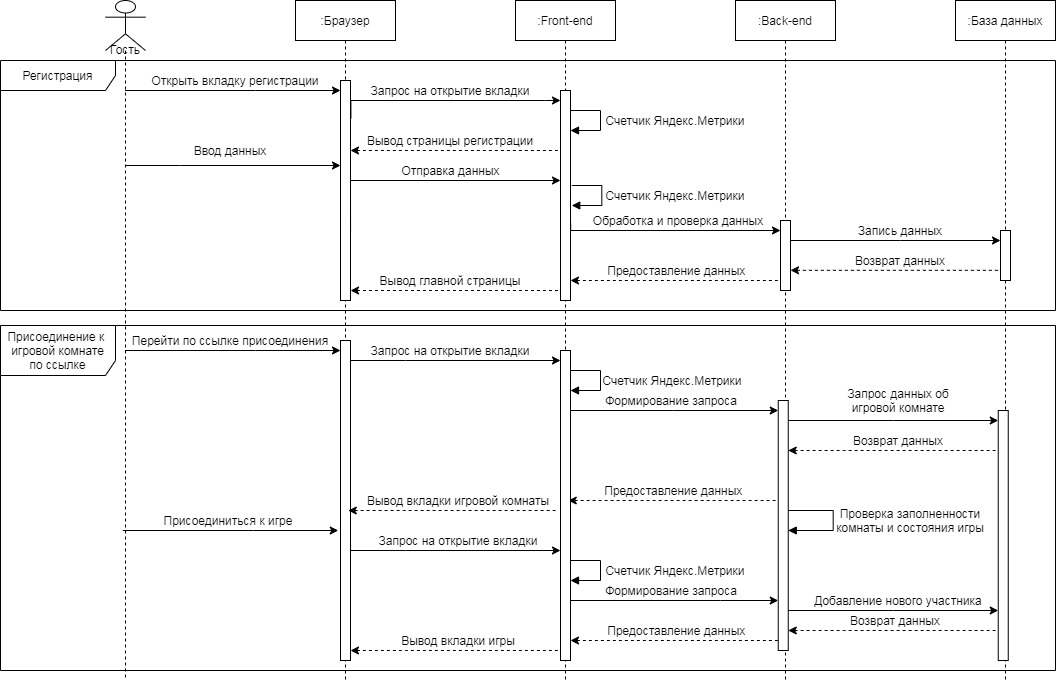 :Браузер
:Front-end
:Back-end
:База данных
Гость
Регистрация
Открыть вкладку регистрации
Запрос на открытие вкладки
Счетчик Яндекс.Метрики
Вывод страницы регистрации
Ввод данных
Отправка данных
Счетчик Яндекс.Метрики
Обработка и проверка данных
Запись данных
Возврат данных
Предоставление данных
Вывод главной страницы
Присоединение к
игровой комнате
по ссылке
Перейти по ссылке присоединения
Запрос на открытие вкладки
Счетчик Яндекс.Метрики
Формирование запроса
Запрос данных об
игровой комнате
Возврат данных
Предоставление данных
Вывод вкладки игровой комнаты
Проверка заполненности
комнаты и состояния игры
Присоединиться к игре
Запрос на открытие вкладки
Счетчик Яндекс.Метрики
Формирование запроса
Добавление нового участника
Возврат данных
Предоставление данных
Вывод вкладки игры